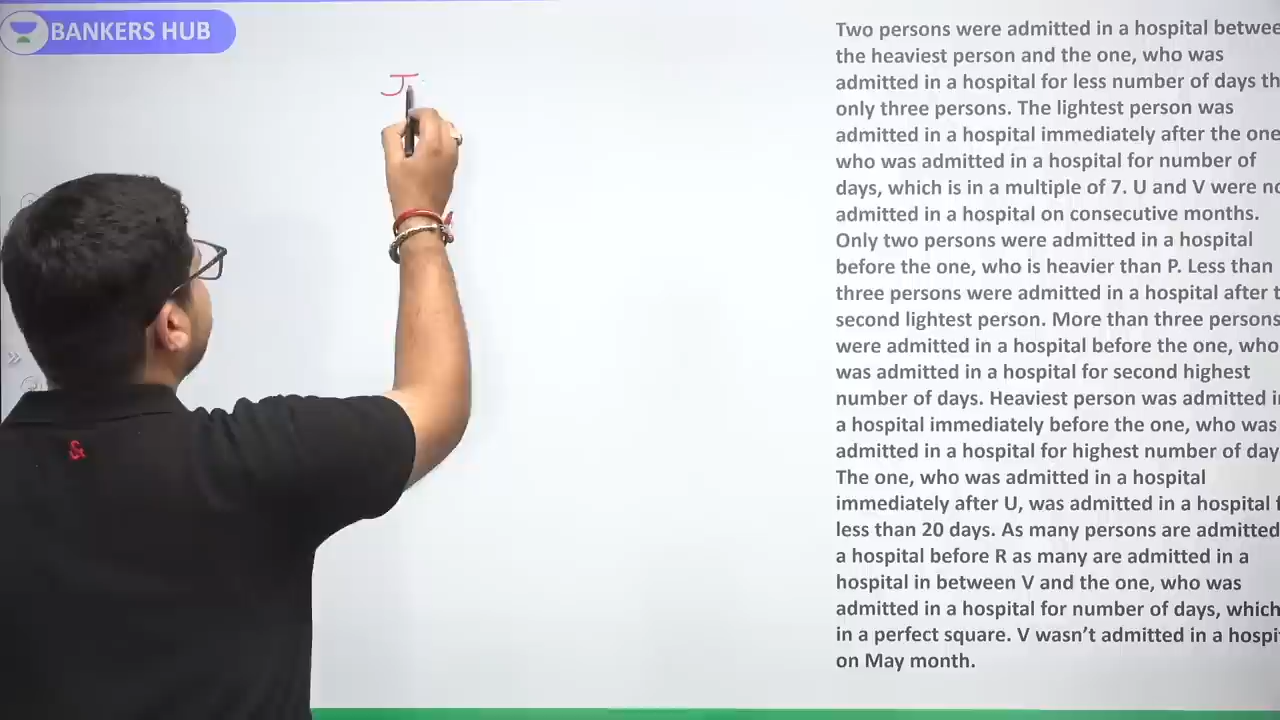 BANKERS HUB
J
Two persons were admitted in a hospital
the heaviest person and the one, who was
admitted in a hospital for less number of days
only three persons. The lightest person was
admitted in a hospital immediately after the one
who was admitted in a hospital for number of
days, which is in a multiple of 7. U and V were
admitted in a hospital on consecutive months.
Only two persons were admitted in a hospital
before the one, who is heavier than P. Less than
three persons were admitted in a hospital after
second lightest person. More than three persons
were admitted in a hospital before the one, who
was admitted in a hospital for second highest
number of days. Heaviest person was admitted
a hospital immediately before the one, who was
admitted in a hospital for highest number of
The one, who was admitted in a hospital
immediately after U, was admitted in a hospital
less than 20 days. As many persons are admitted
a hospital before R as many are admitted in a
hospital in between V and the one, who was
admitted in a hospital for number of days, which
in a perfect square. V wasn't admitted in a
on May month.
&